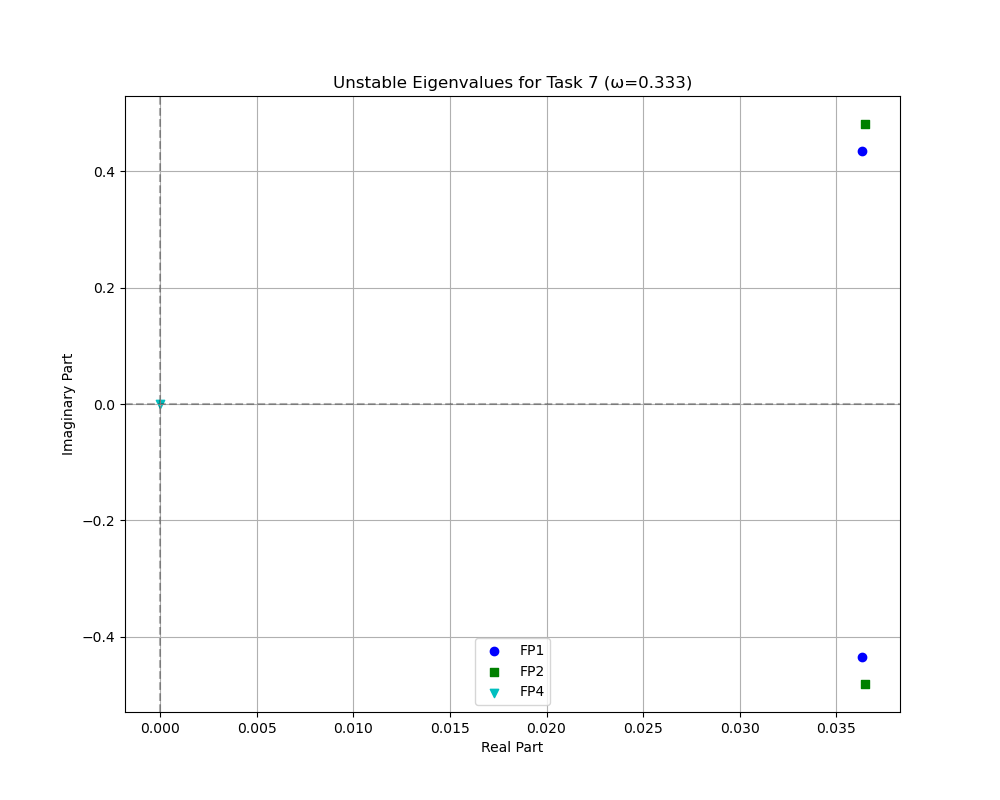 Unstable Eigenvalues for Task 7 (ω=0.333)
Imaginary Part
0.4
0.2
0.0
−0.2
−0.4
FP1
FP2
FP4
0.000 0.005 0.010 0.015 0.020 0.025 0.030 0.035
Real Part